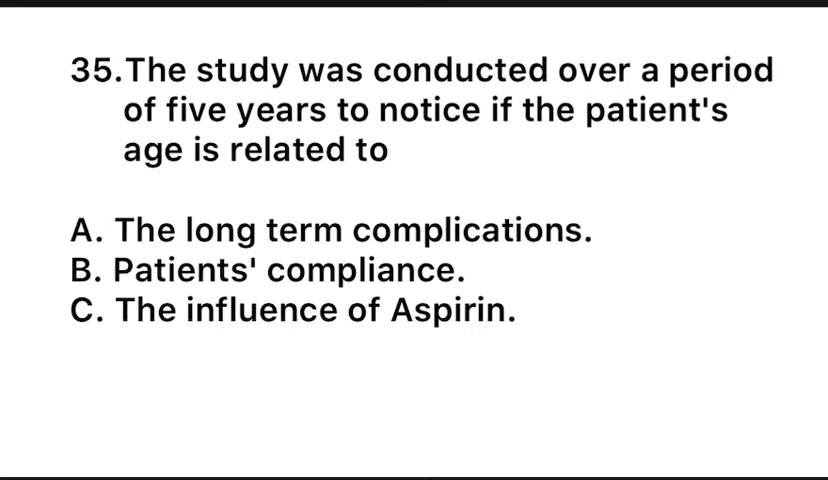 35.The study was conducted over a period
of five years to notice if the patient's
age is related to
A. The long term complications.
B. Patients' compliance.
C. The influence of Aspirin.